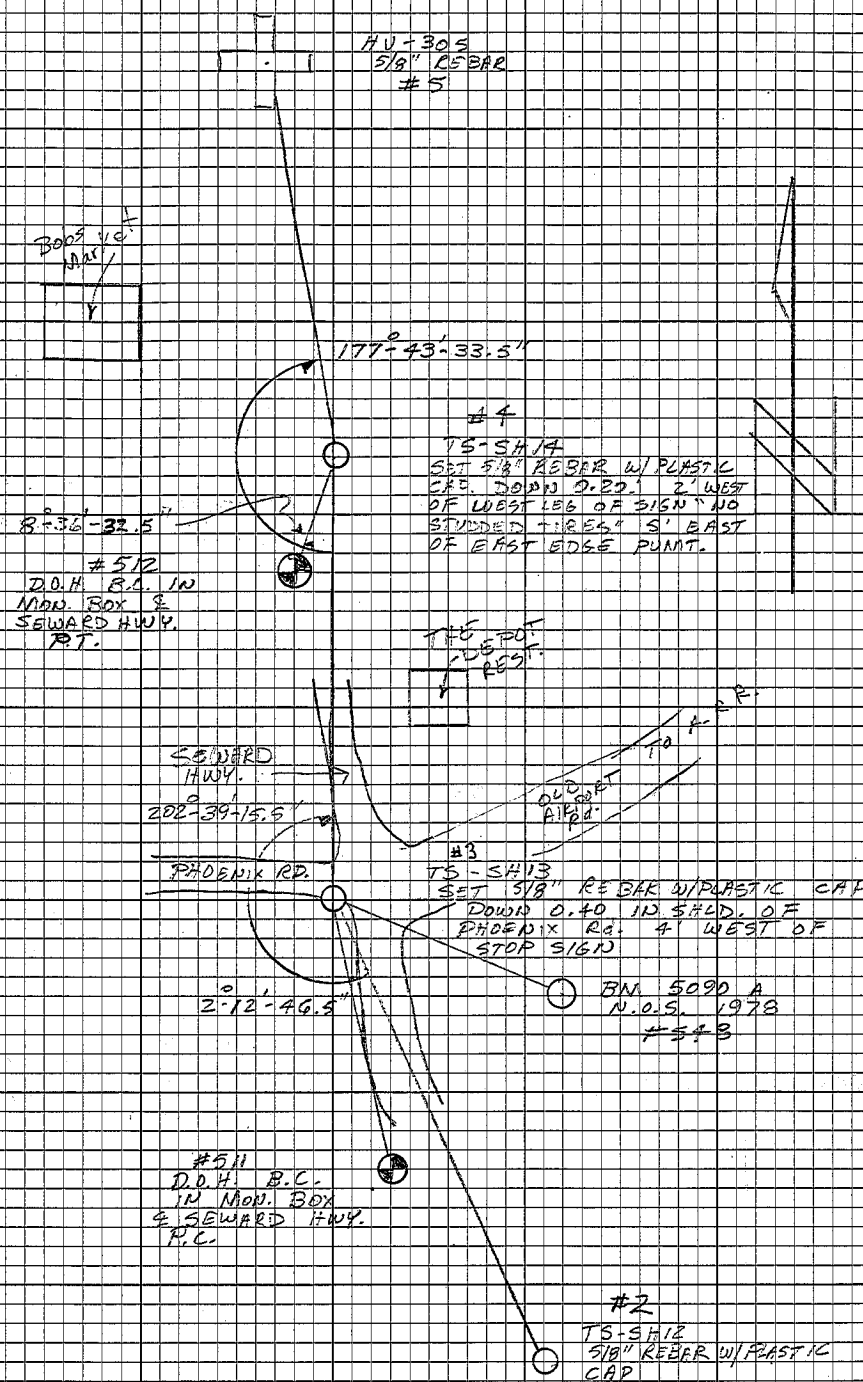 HV-305
5/8" REBAR
#5
Bobs
Market
177°-43'-33.5"
#4
TS-SH14
SET 5/8" REBAR W/PLASTIC
CAP. DOWN 0.20'. 2' WEST
OF WEST LEG OF SIGN "NO
STUDDED TIRES" 5' EAST
OF EAST EDGE PVMT.
8°-36'-32.5"
#512
D.O.H. B.C. IN
MON. BOX ℄
SEWARD HWY.
P.T.
THE
DEPOT
REST.
SEWARD
HWY.
TO A.R.R.
OLD
AIRPORT
Rd.
202°-39'-15.5"
PHOENIX RD.
#3
TS-SH13
SET 5/8" REBAR W/PLASTIC CAP
DOWN 0.40 IN SHLD. OF
PHOENIX Rd. 4' WEST OF
STOP SIGN
2°-12'-46.5"
BM 5090 A
N.O.S. 1978
#548
#511
D.O.H. B.C.
IN MON. BOX
℄ SEWARD HWY.
P.C.
#2
TS-SH12
5/8" REBAR W/PLASTIC
CAP